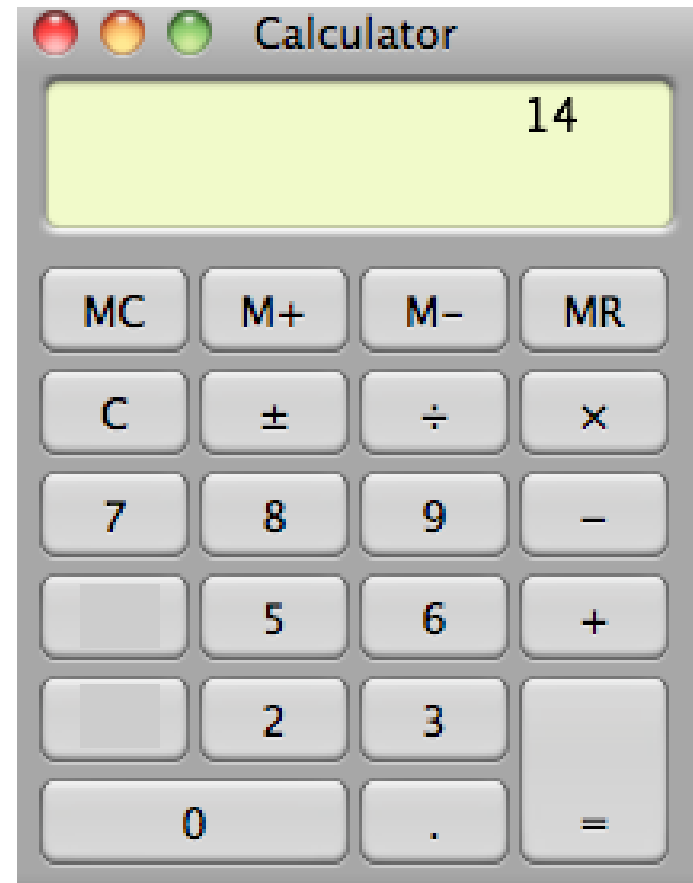 Calculator
14
MC M+ M− MR
C ± ÷ ×
7 8 9 −
5 6 +
2 3
0 . =